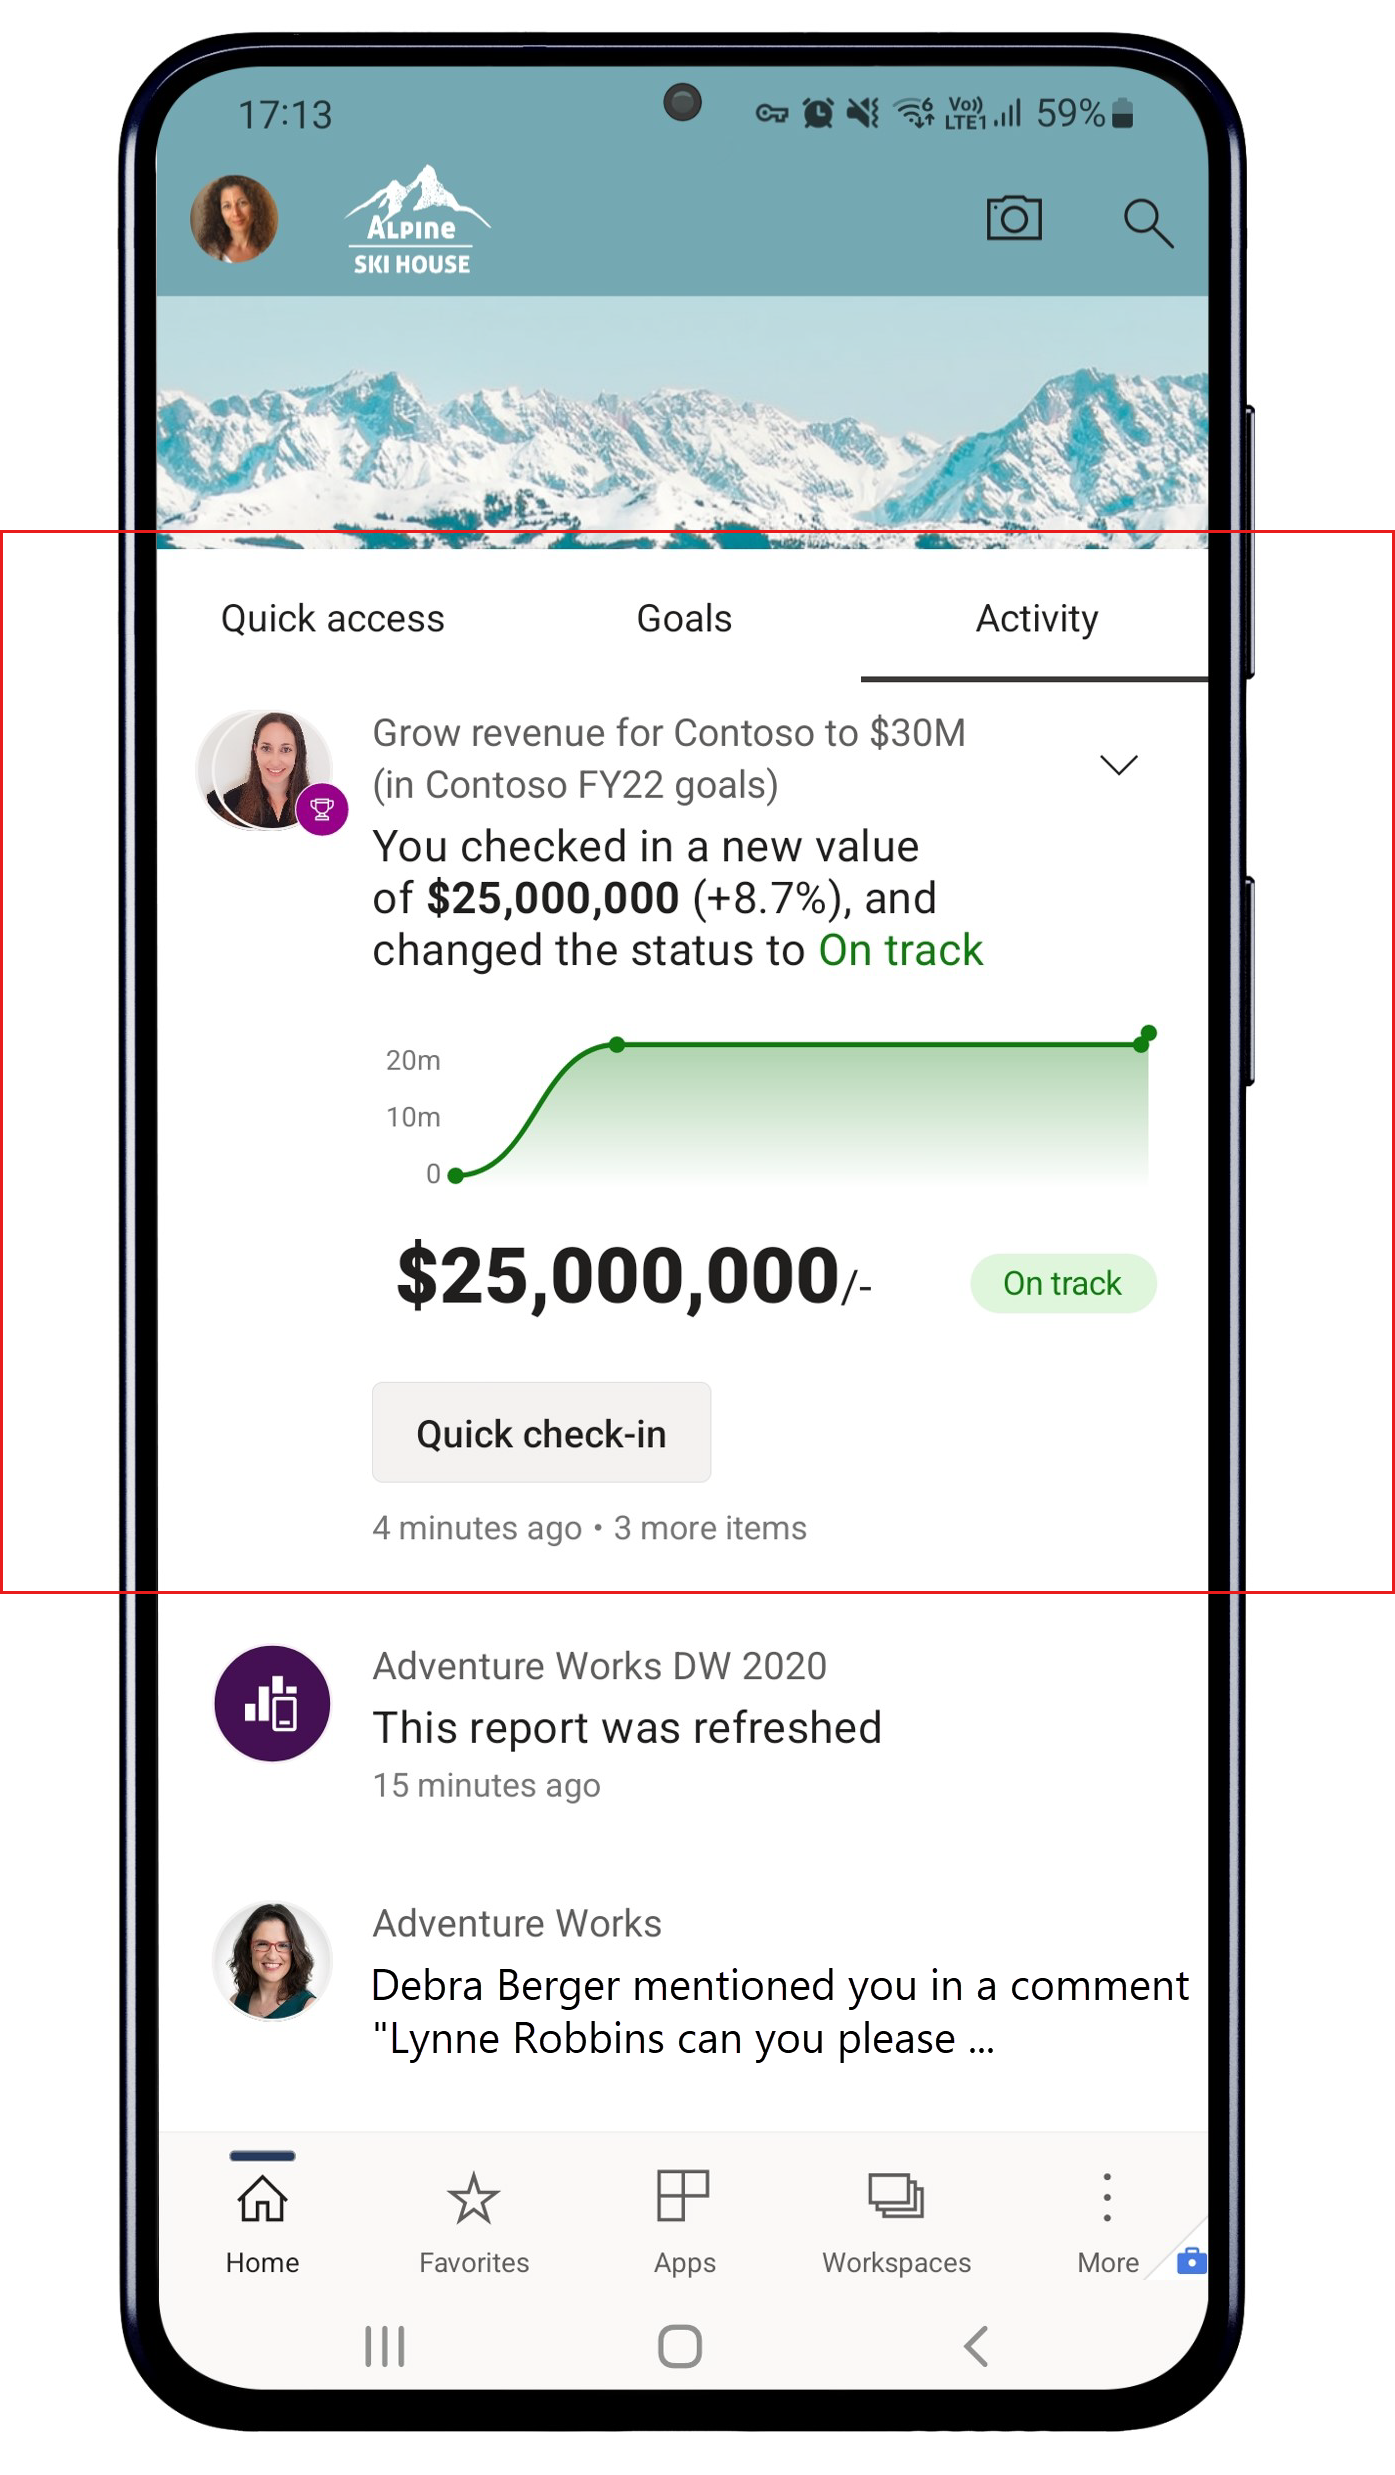 17:13
6
Vo))
LTE1
59%
ALPINE
SKI HOUSE
Quick access
Goals
Activity
Grow revenue for Contoso to $30M
(in Contoso FY22 goals)
You checked in a new value
of $25,000,000 (+8.7%), and
changed the status to On track
20m
10m
0
$25,000,000/-
On track
Quick check-in
4 minutes ago • 3 more items
Adventure Works DW 2020
This report was refreshed
15 minutes ago
Adventure Works
Debra Berger mentioned you in a comment
"Lynne Robbins can you please ...
Home
Favorites
Apps
Workspaces
More